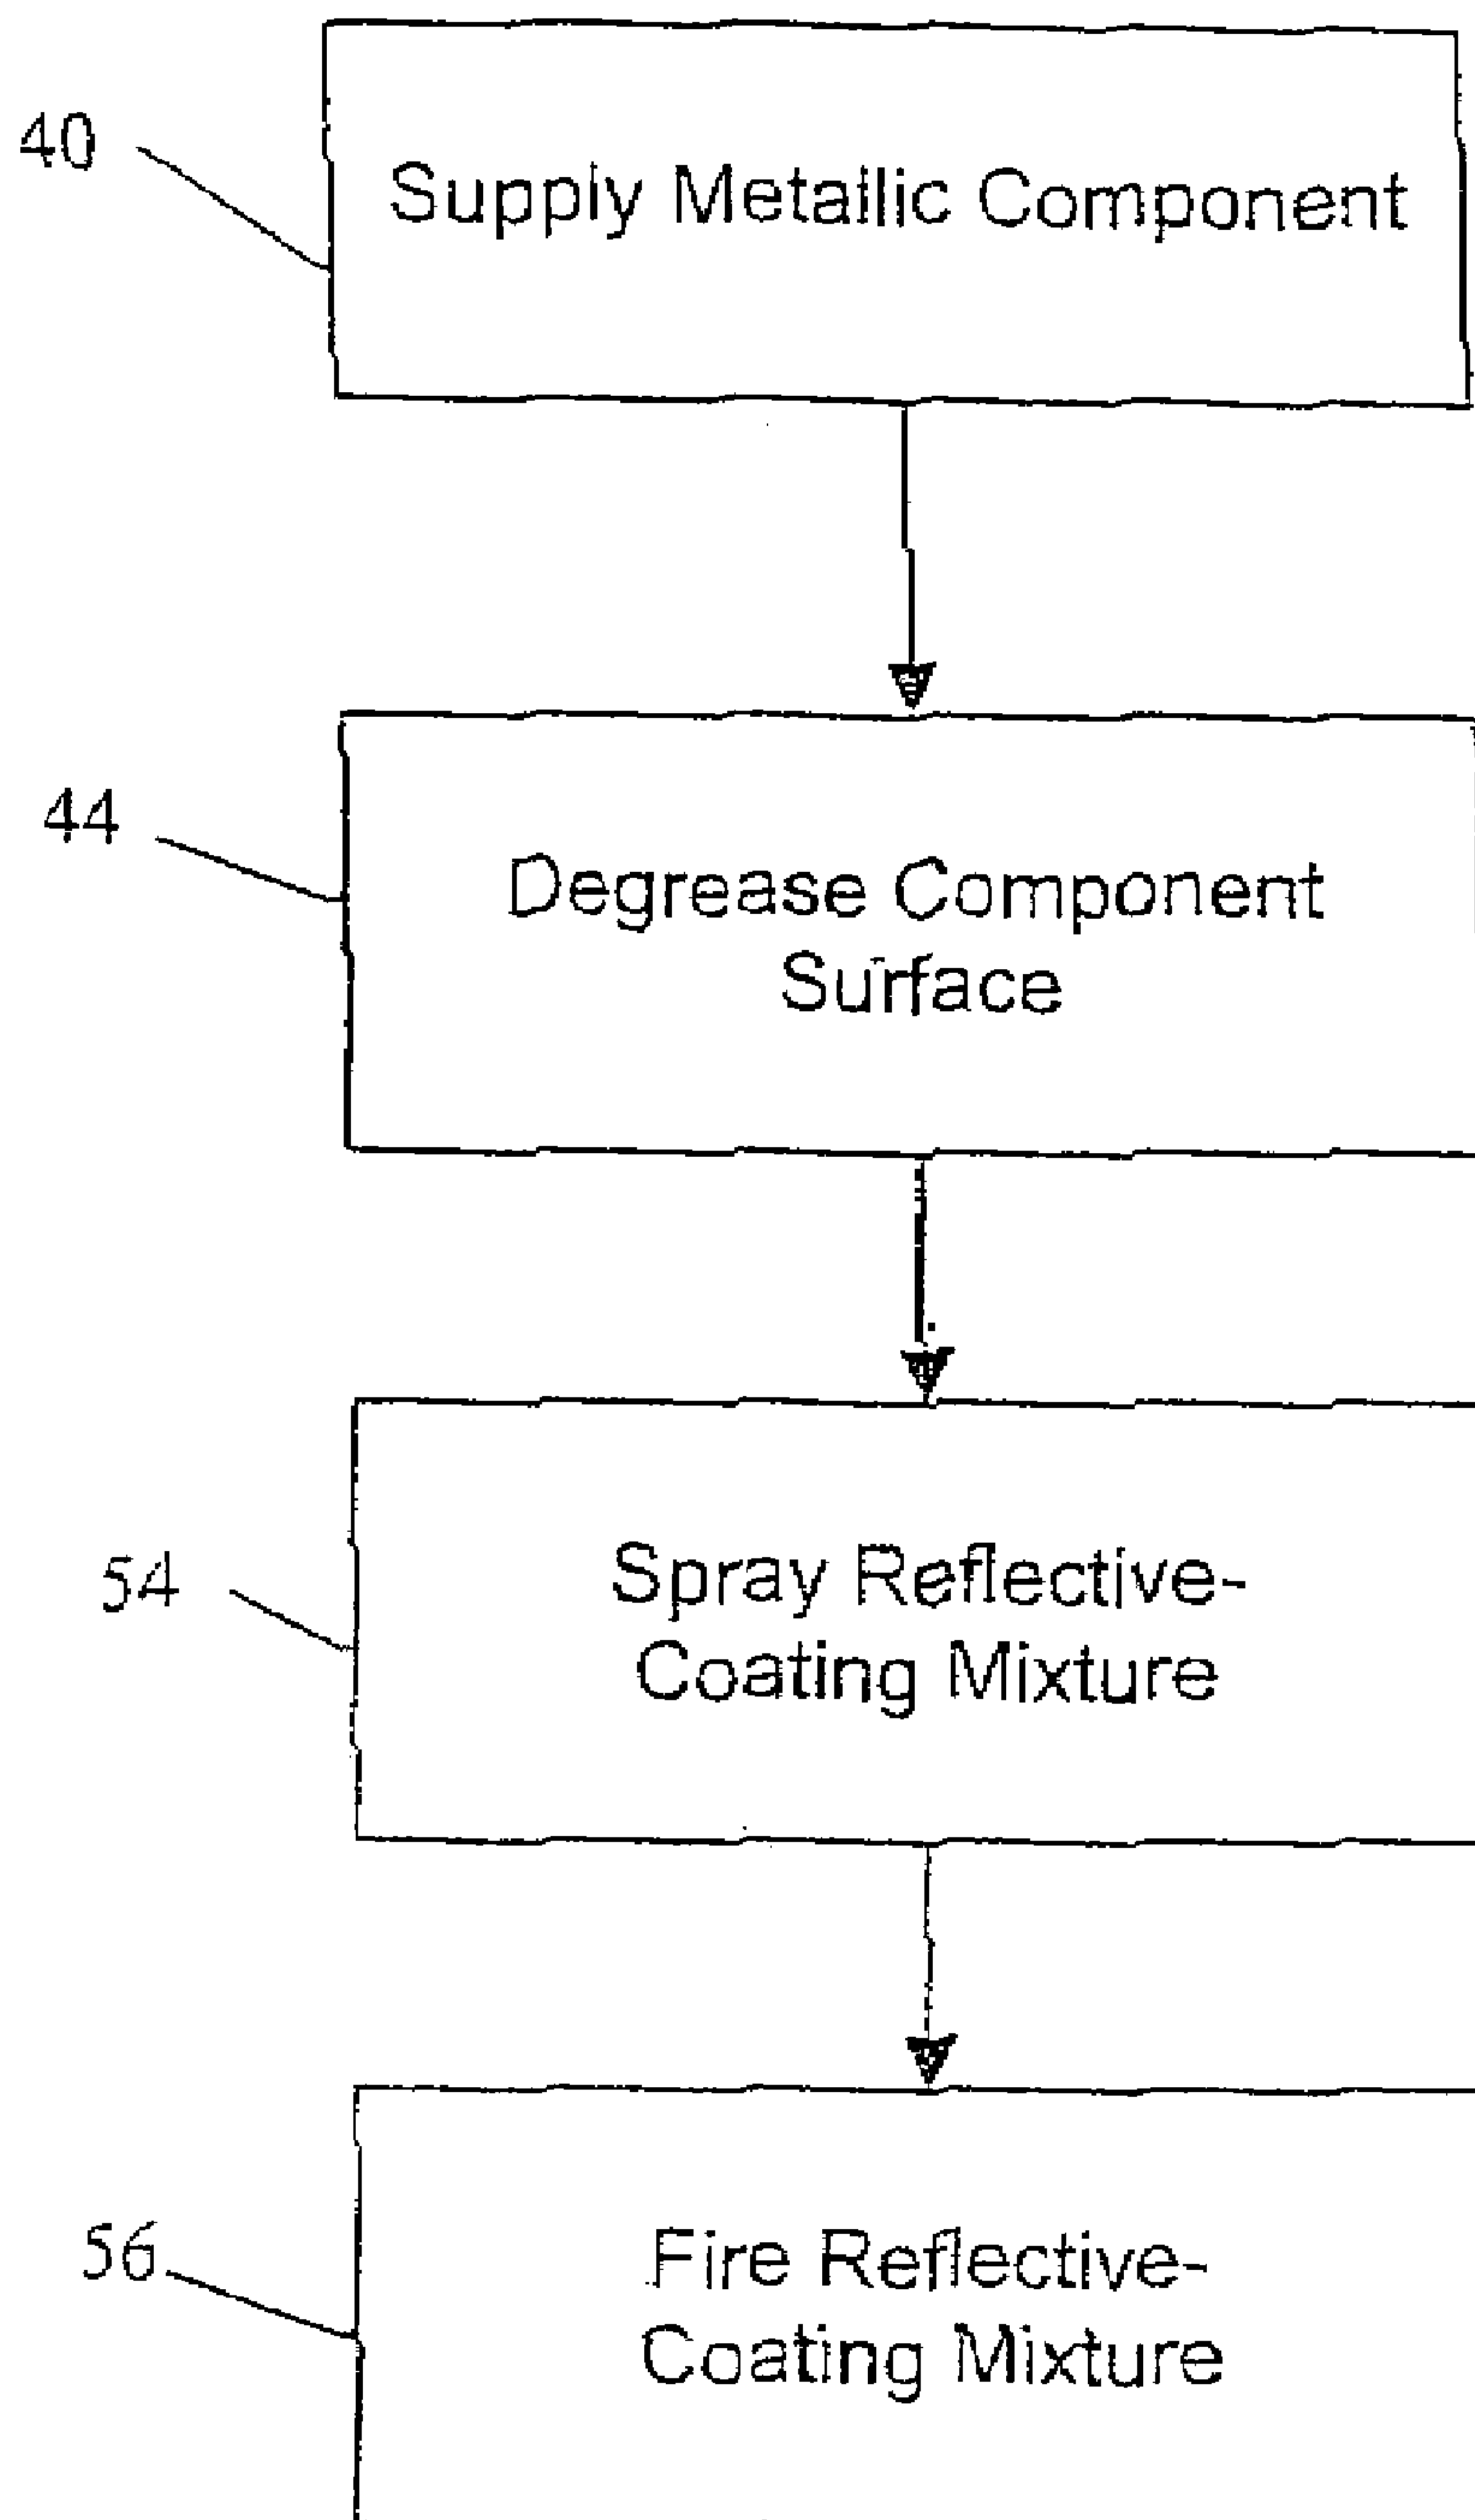 40
Supply Metallic Component
44
Degrease Component
Surface
54
Spray Reflective-
Coating Mixture
56
Fire Reflective-
Coating Mixture